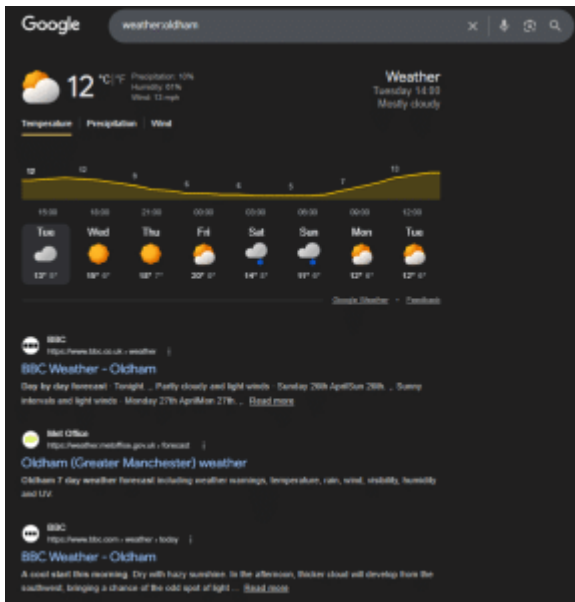 Google
weather:oldham
12 °C | °F
Precipitation: 10%
Humidity: 61%
Wind: 13 mph
Weather
Tuesday 14:00
Mostly cloudy
Temperature | Precipitation | Wind
12 12 9 6 6 5 7 13
15:00 18:00 21:00 00:00 03:00 06:00 09:00 12:00
Tue Wed Thu Fri Sat Sun Mon Tue
Google Weather • Feedback
BBC
https://www.bbc.co.uk › weather
BBC Weather - Oldham
Day by day forecast · Tonight. .. Partly cloudy and light winds · Sunday 26th AprilSun 26th. .. Sunny
intervals and light winds · Monday 27th AprilMon 27th. .. Read more
Met Office
https://weather.metoffice.gov.uk › forecast
Oldham (Greater Manchester) weather
Oldham 7 day weather forecast including weather warnings, temperature, rain, wind, visibility, humidity
and UV.
BBC
https://www.bbc.com › weather › today
BBC Weather - Oldham
A cool start this morning. Dry with hazy sunshine. In the afternoon, thicker cloud will develop from the
southwest, bringing a chance of the odd spot of light ... Read more